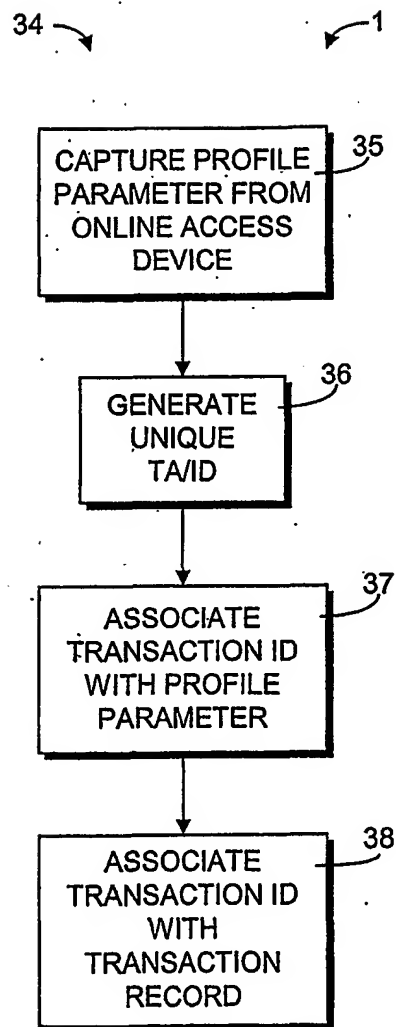 34
1
35
CAPTURE PROFILE
PARAMETER FROM
ONLINE ACCESS
DEVICE
36
GENERATE
UNIQUE
TA/ID
37
ASSOCIATE
TRANSACTION ID
WITH PROFILE
PARAMETER
38
ASSOCIATE
TRANSACTION ID
WITH
TRANSACTION
RECORD